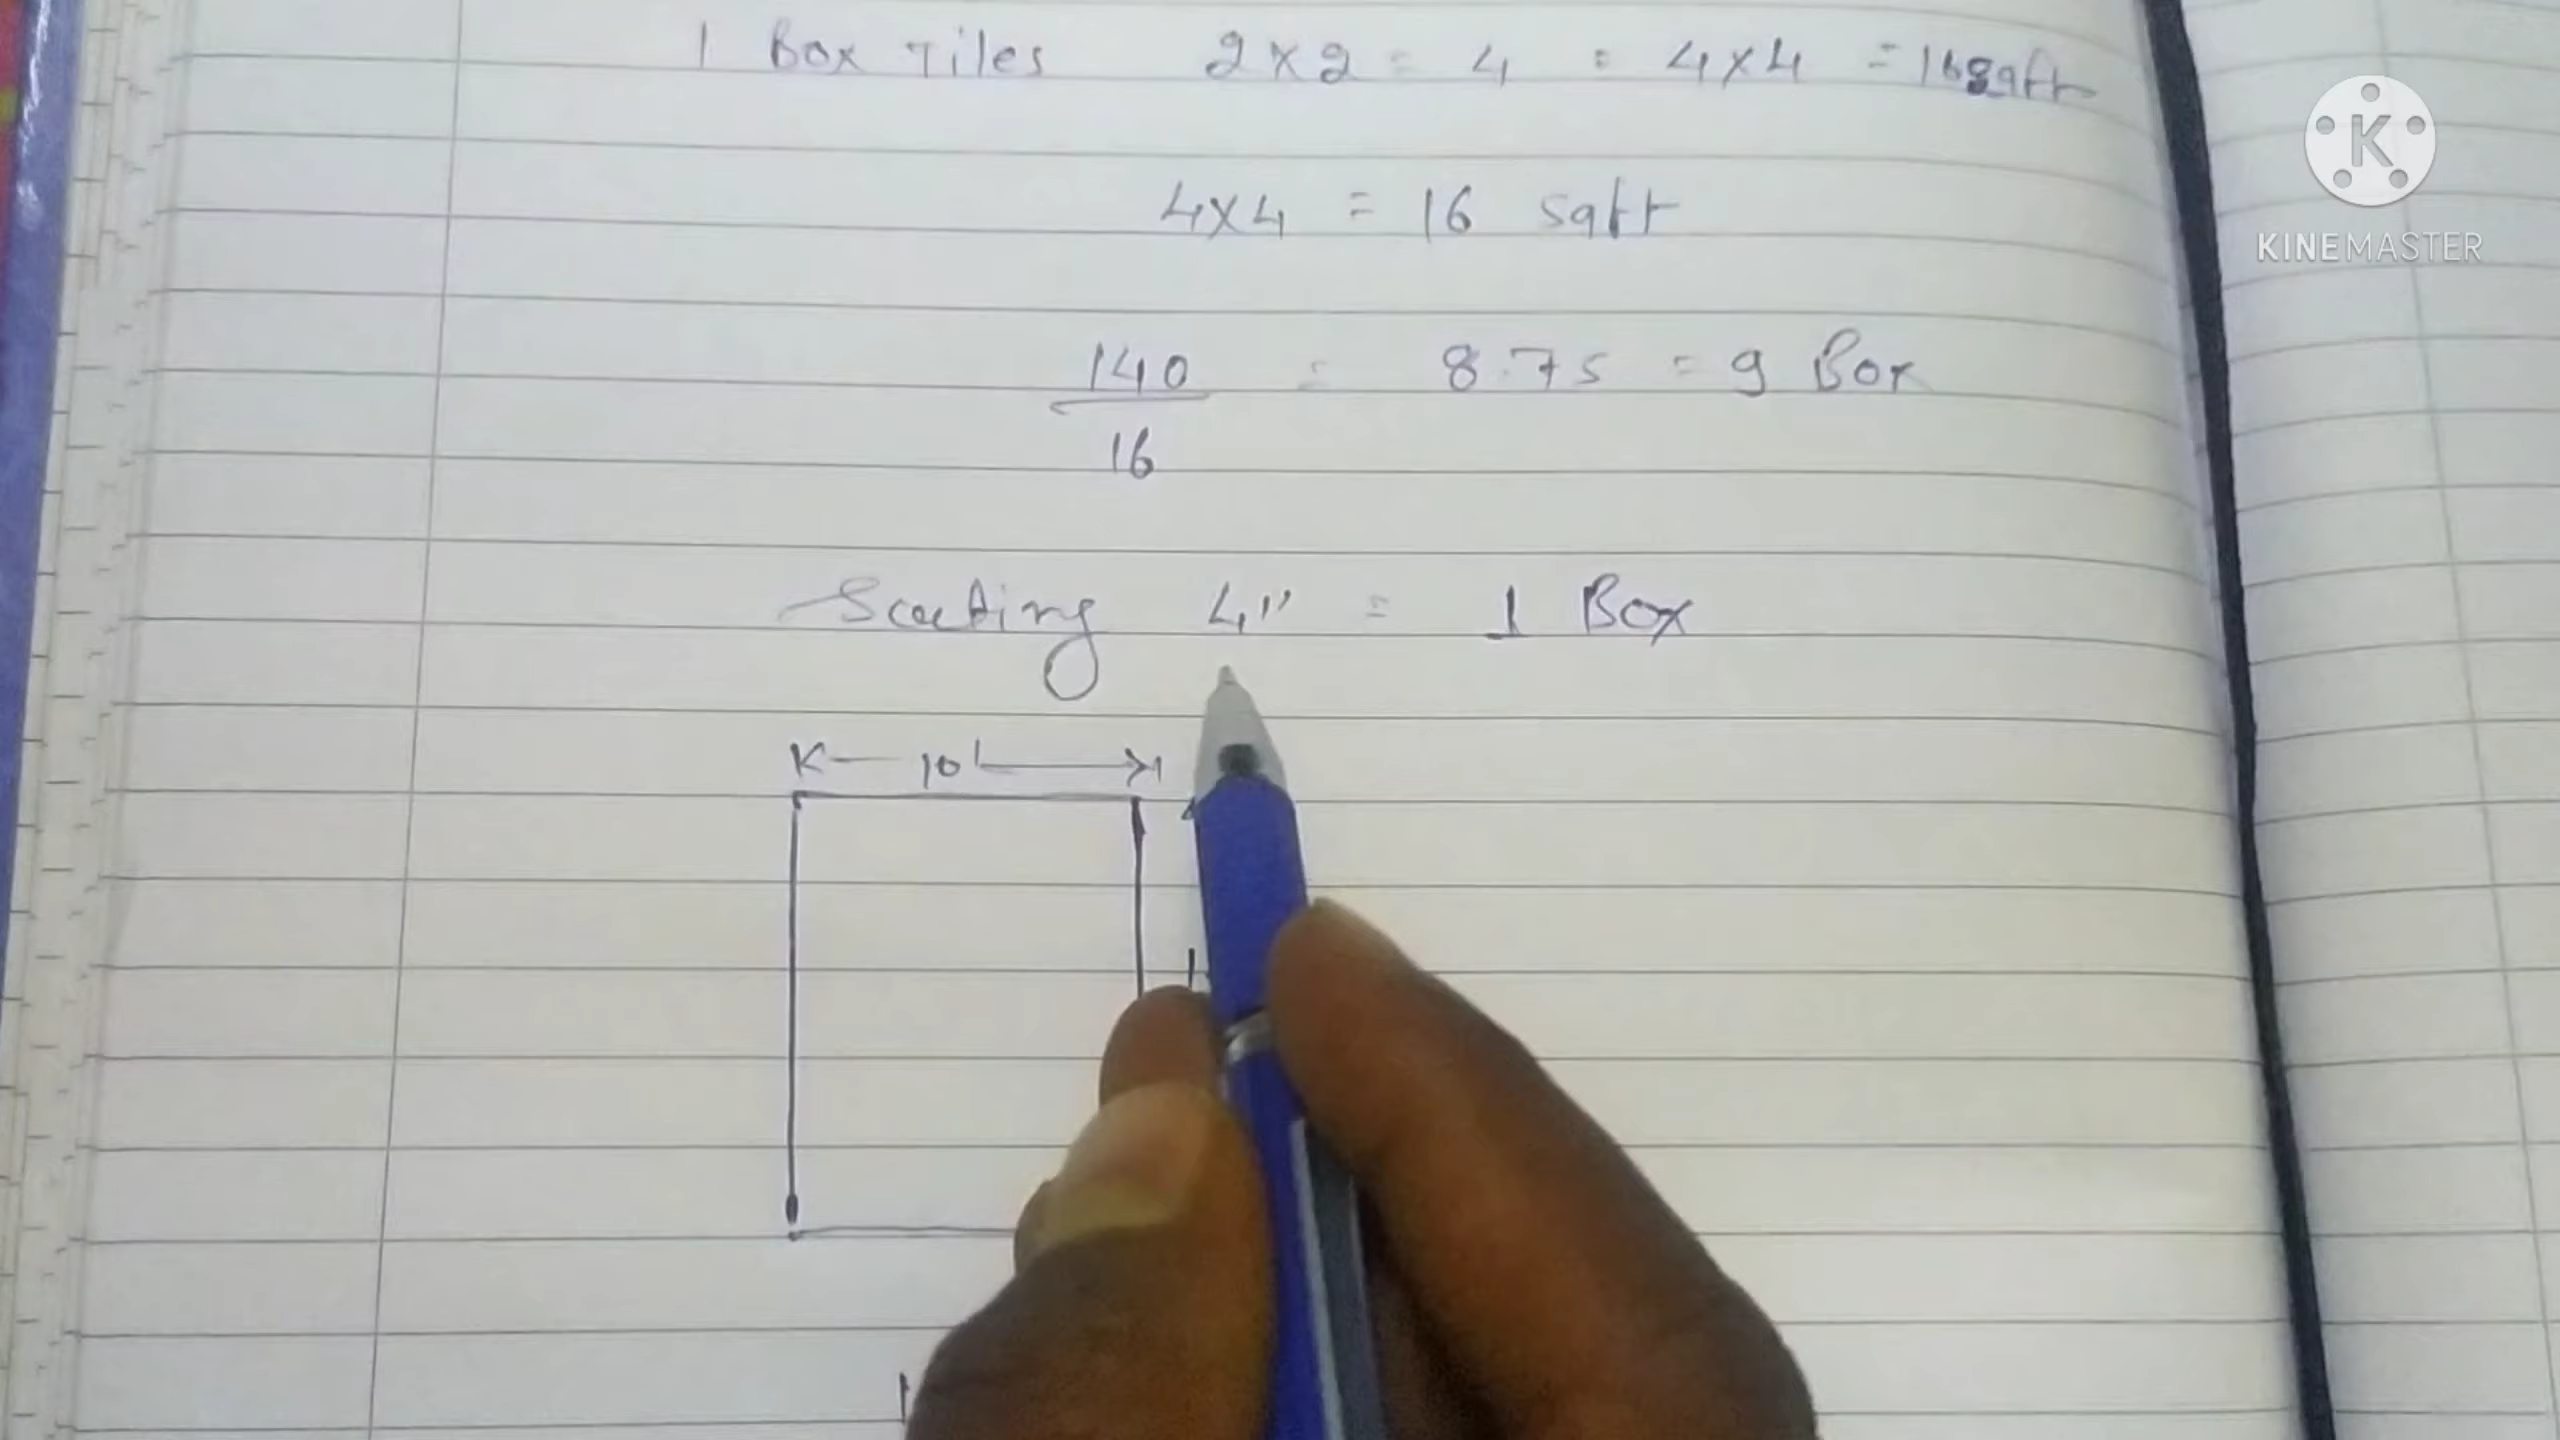 1 Box Tiles 2x2 = 4 = 4x4 = 16sqft
KINEMASTER
4x4 = 16 sqft
140 = 8.75 = 9 Box
16
Scating 4" = 1 Box
10'